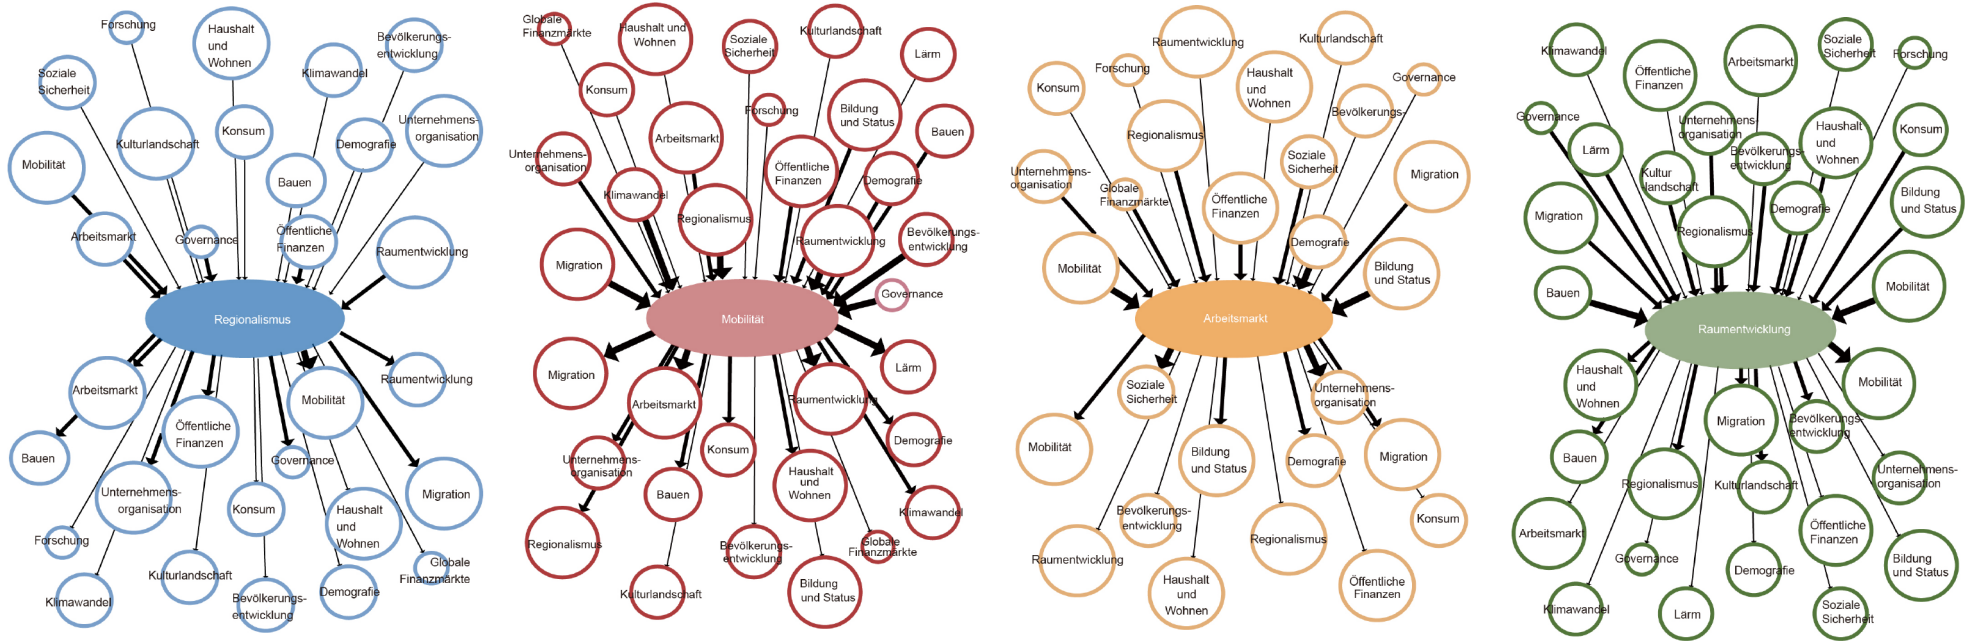 Forschung
Haushalt
und
Wohnen
Bevölkerungs-
entwicklung
Soziale
Sicherheit
Klimawandel
Kulturlandschaft
Konsum
Unternehmens-
organisation
Demografie
Mobilität
Bauen
Arbeitsmarkt
Governance
Öffentliche
Finanzen
Raumentwicklung
Regionalismus
Arbeitsmarkt
Raumentwicklung
Mobilität
Öffentliche
Finanzen
Bauen
Governance
Unternehmens-
organisation
Migration
Konsum
Haushalt
und
Wohnen
Forschung
Kulturlandschaft
Globale
Finanzmärkte
Klimawandel
Bevölkerungs-
entwicklung
Demografie
Globale
Finanzmärkte
Haushalt und
Wohnen
Soziale
Sicherheit
Kulturlandschaft
Lärm
Konsum
Forschung
Bildung
und Status
Arbeitsmarkt
Bauen
Unternehmens-
organisation
Öffentliche
Finanzen
Demografie
Klimawandel
Regionalismus
Raumentwicklung
Bevölkerungs-
entwicklung
Migration
Governance
Mobilität
Migration
Lärm
Arbeitsmarkt
Raumentwicklung
Demografie
Unternehmens-
organisation
Konsum
Haushalt
und
Wohnen
Bauen
Klimawandel
Regionalismus
Bevölkerungs-
entwicklung
Globale
Finanzmärkte
Kulturlandschaft
Bildung
und Status
Raumentwicklung
Kulturlandschaft
Forschung
Konsum
Haushalt
und
Wohnen
Governance
Bevölkerungs-
Regionalismus
Soziale
Sicherheit
Unternehmens-
organisation
Migration
Globale
Finanzmärkte
Öffentliche
Finanzen
Demografie
Mobilität
Bildung
und Status
Arbeitsmarkt
Soziale
Sicherheit
Unternehmens-
organisation
Mobilität
Bildung
und Status
Demografie
Migration
Bevölkerungs-
entwicklung
Konsum
Raumentwicklung
Regionalismus
Haushalt
und
Wohnen
Öffentliche
Finanzen
Klimawandel
Öffentliche
Finanzen
Arbeitsmarkt
Soziale
Sicherheit
Forschung
Governance
Unternehmens-
organisation
Haushalt
und
Wohnen
Konsum
Lärm
Bevölkerungs-
entwicklung
Kultur
-landschaft
Bildung
und Status
Migration
Regionalismus
Demografie
Bauen
Mobilität
Raumentwicklung
Haushalt
und
Wohnen
Mobilität
Migration
Bevölkerungs-
entwicklung
Bauen
Regionalismus
Kulturlandschaft
Unternehmens-
organisation
Arbeitsmarkt
Öffentliche
Finanzen
Governance
Demografie
Bildung
und Status
Klimawandel
Lärm
Soziale
Sicherheit